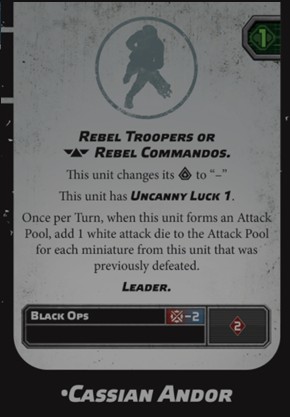 1
REBEL TROOPERS OR
REBEL COMMANDOS.
This unit changes its to “–”
This unit has UNCANNY LUCK 1.
Once per Turn, when this unit forms an Attack
Pool, add 1 white attack die to the Attack Pool
for each miniature from this unit that was
previously defeated.
LEADER.
BLACK OPS -2 2
•CASSIAN ANDOR